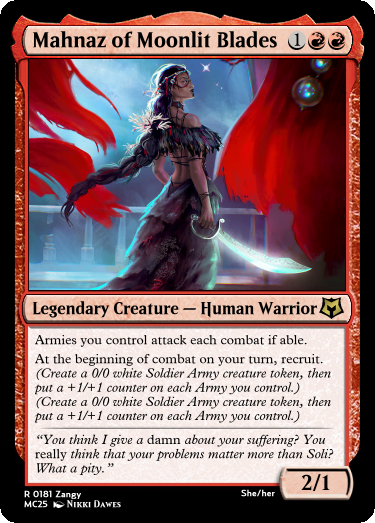 Mahnaz of Moonlit Blades 1
Legendary Creature — Human Warrior
Armies you control attack each combat if able.
At the beginning of combat on your turn, recruit.
(Create a 0/0 white Soldier Army creature token, then
put a +1/+1 counter on each Army you control.)
(Create a 0/0 white Soldier Army creature token, then
put a +1/+1 counter on each Army you control.)
“You think I give a damn about your suffering? You
really think that your problems matter more than Soli?
What a pity.”
2/1
R 0181 Zangy She/her
MC25 Nikki Dawes